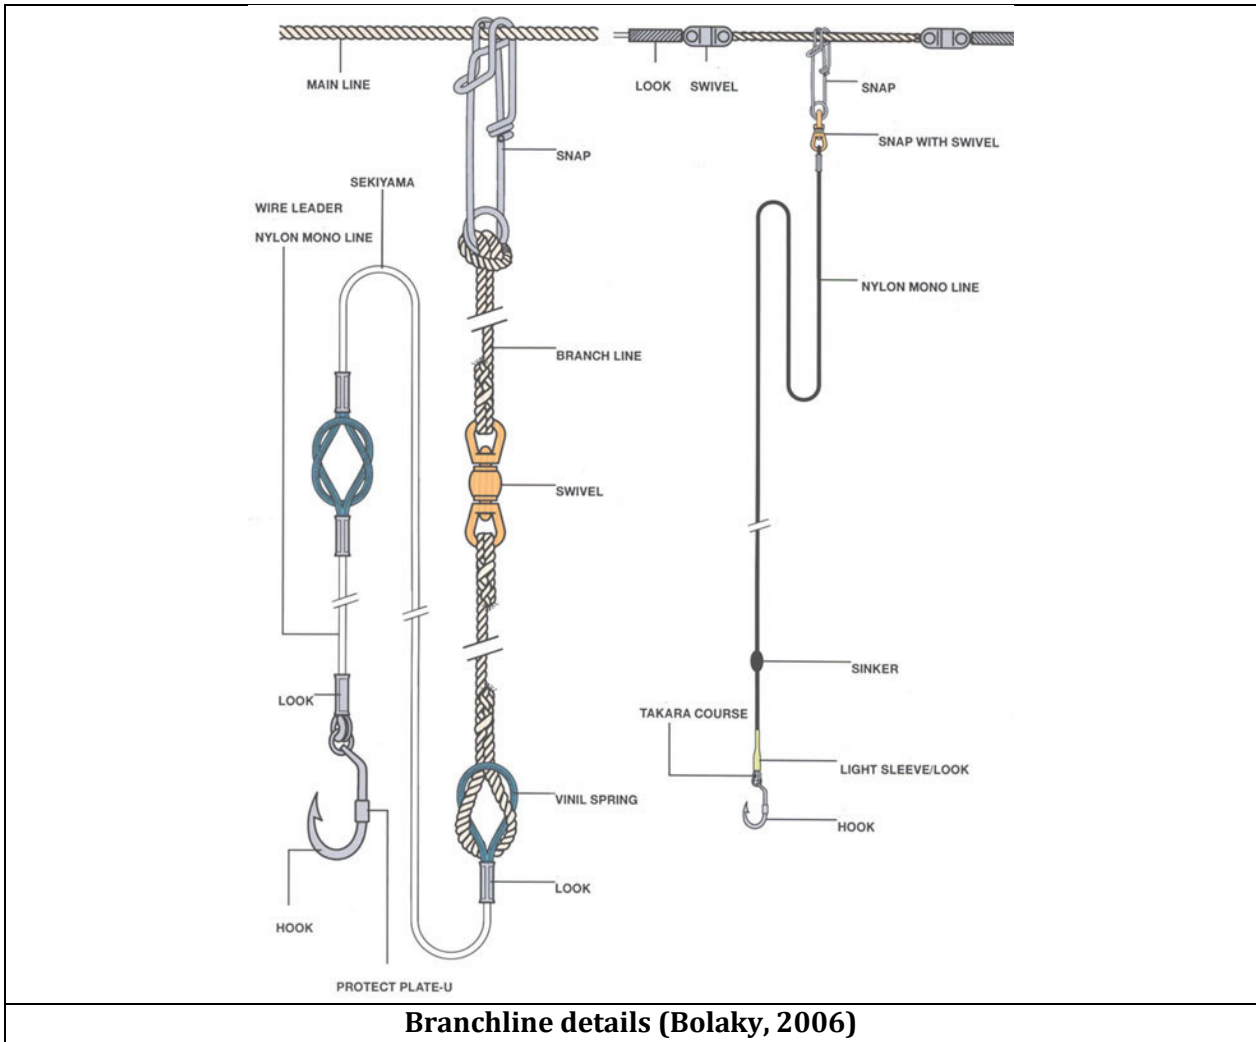 MAIN LINE
SNAP
SEKIYAMA
WIRE LEADER
NYLON MONO LINE
BRANCH LINE
SWIVEL
LOOK
VINIL SPRING
LOOK
HOOK
PROTECT PLATE-U
LOOK
SWIVEL
SNAP
SNAP WITH SWIVEL
NYLON MONO LINE
SINKER
TAKARA COURSE
LIGHT SLEEVE/LOOK
HOOK
Branchline details (Bolaky, 2006)